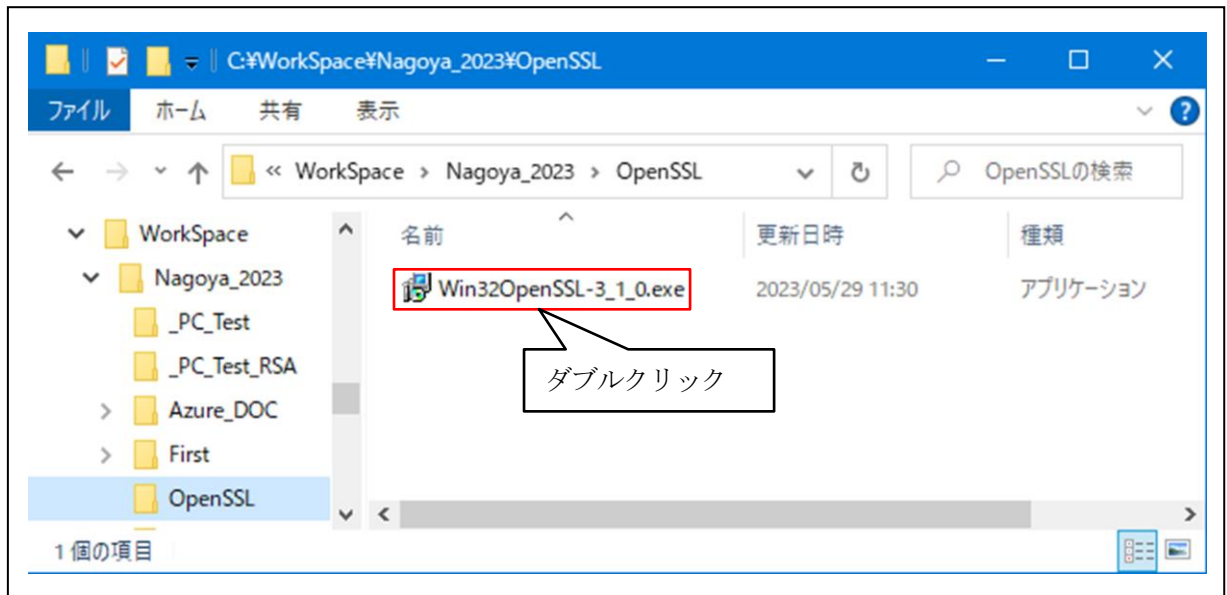 C:¥WorkSpace¥Nagoya_2023¥OpenSSL
ファイル ホーム 共有 表示
« WorkSpace › Nagoya_2023 › OpenSSL OpenSSLの検索
WorkSpace
Nagoya_2023
_PC_Test
_PC_Test_RSA
Azure_DOC
First
OpenSSL
名前 更新日時 種類
Win32OpenSSL-3_1_0.exe 2023/05/29 11:30 アプリケーション
ダブルクリック
1 個の項目